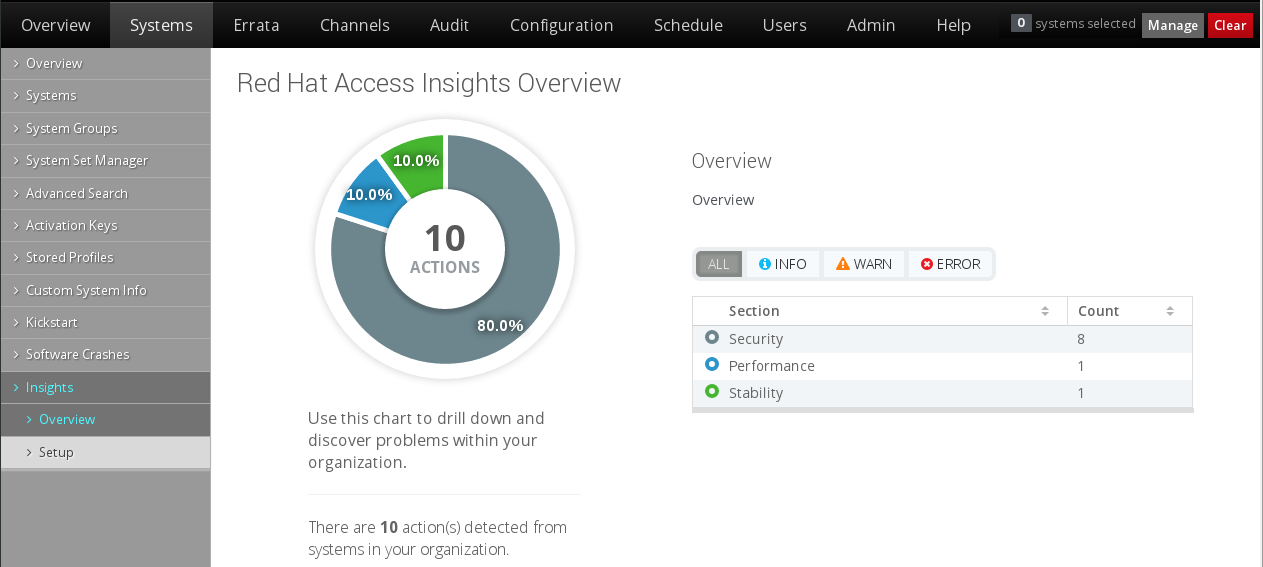 Overview Systems Errata Channels Audit Configuration Schedule Users Admin Help 0 systems selected Manage Clear
Overview
Systems
System Groups
System Set Manager
Advanced Search
Activation Keys
Stored Profiles
Custom System Info
Kickstart
Software Crashes
Insights
Overview
Setup
Red Hat Access Insights Overview
10.0%
10.0%
10
ACTIONS
80.0%
Use this chart to drill down and
discover problems within your
organization.
There are 10 action(s) detected from
systems in your organization.
Overview
Overview
ALL INFO WARN ERROR
Section Count
Security 8
Performance 1
Stability 1